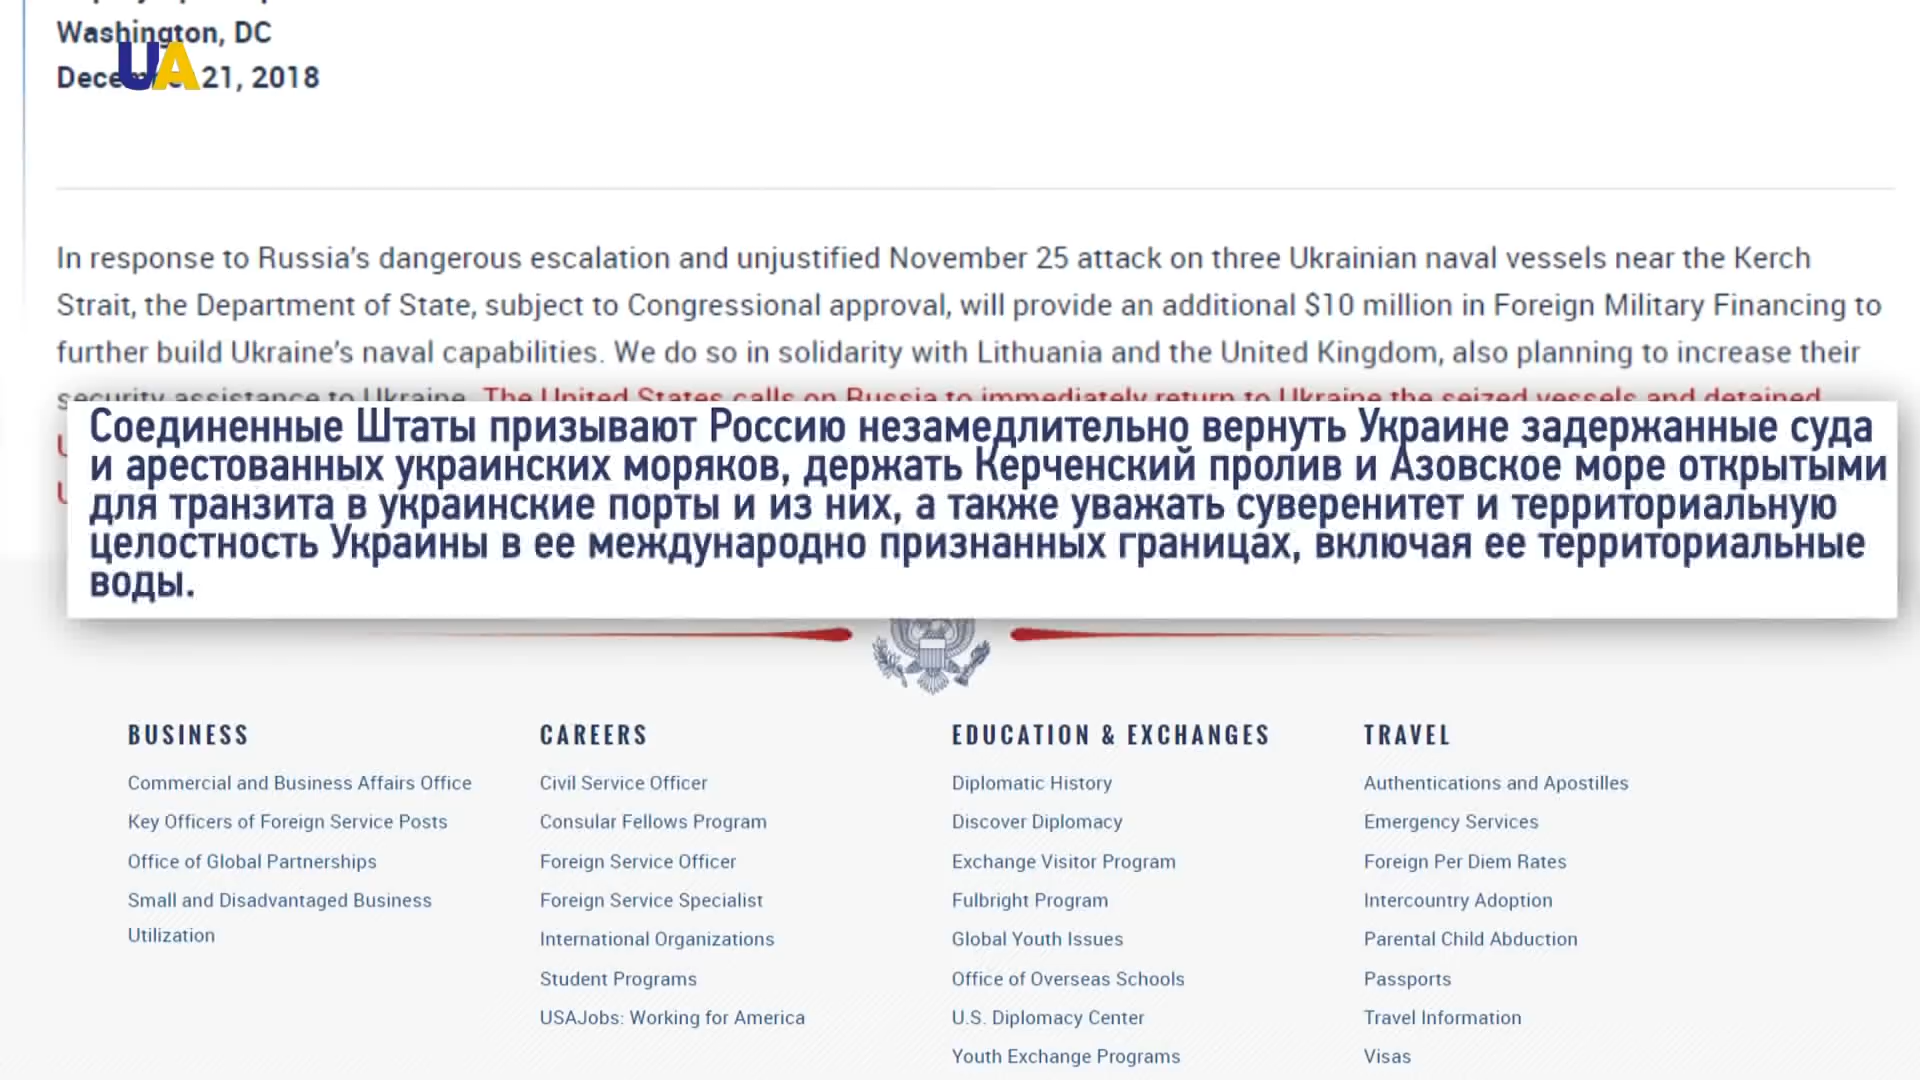 Washington, DC
UA
21, 2018
In response to Russia's dangerous escalation and unjustified November 25 attack on three Ukrainian naval vessels near the Kerch
Strait, the Department of State, subject to Congressional approval, will provide an additional $10 million in Foreign Military Financing to
further build Ukraine's naval capabilities. We do so in solidarity with Lithuania and the United Kingdom, also planning to increase their
security assistance to Ukraine. The United States calls on Russia to immediately return to Ukraine the seized vessels and detained
Соединенные Штаты призывают Россию незамедлительно вернуть Украине задержанные суда
и арестованных украинских моряков, держать Керченский пролив и Азовское море открытыми
для транзита в украинские порты и из них, а также уважать суверенитет и территориальную
целостность Украины в ее международно признанных границах, включая ее территориальные
воды.
BUSINESS
Commercial and Business Affairs Office
Key Officers of Foreign Service Posts
Office of Global Partnerships
Small and Disadvantaged Business
Utilization
CAREERS
Civil Service Officer
Consular Fellows Program
Foreign Service Officer
Foreign Service Specialist
International Organizations
Student Programs
USAJobs: Working for America
EDUCATION & EXCHANGES
Diplomatic History
Discover Diplomacy
Exchange Visitor Program
Fulbright Program
Global Youth Issues
Office of Overseas Schools
U.S. Diplomacy Center
Youth Exchange Programs
TRAVEL
Authentications and Apostilles
Emergency Services
Foreign Per Diem Rates
Intercountry Adoption
Parental Child Abduction
Passports
Travel Information
Visas